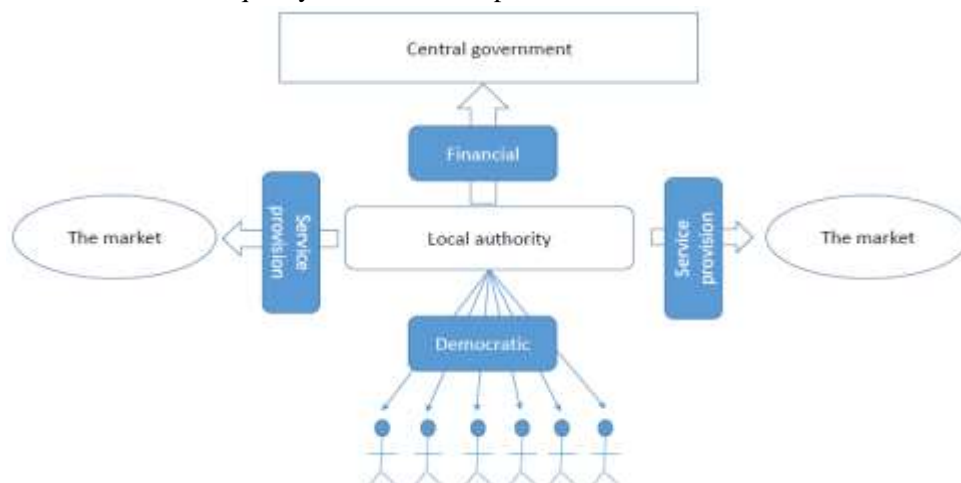 Central government
Financial
The market
Service
provision
Local authority
Service
provision
The market
Democratic